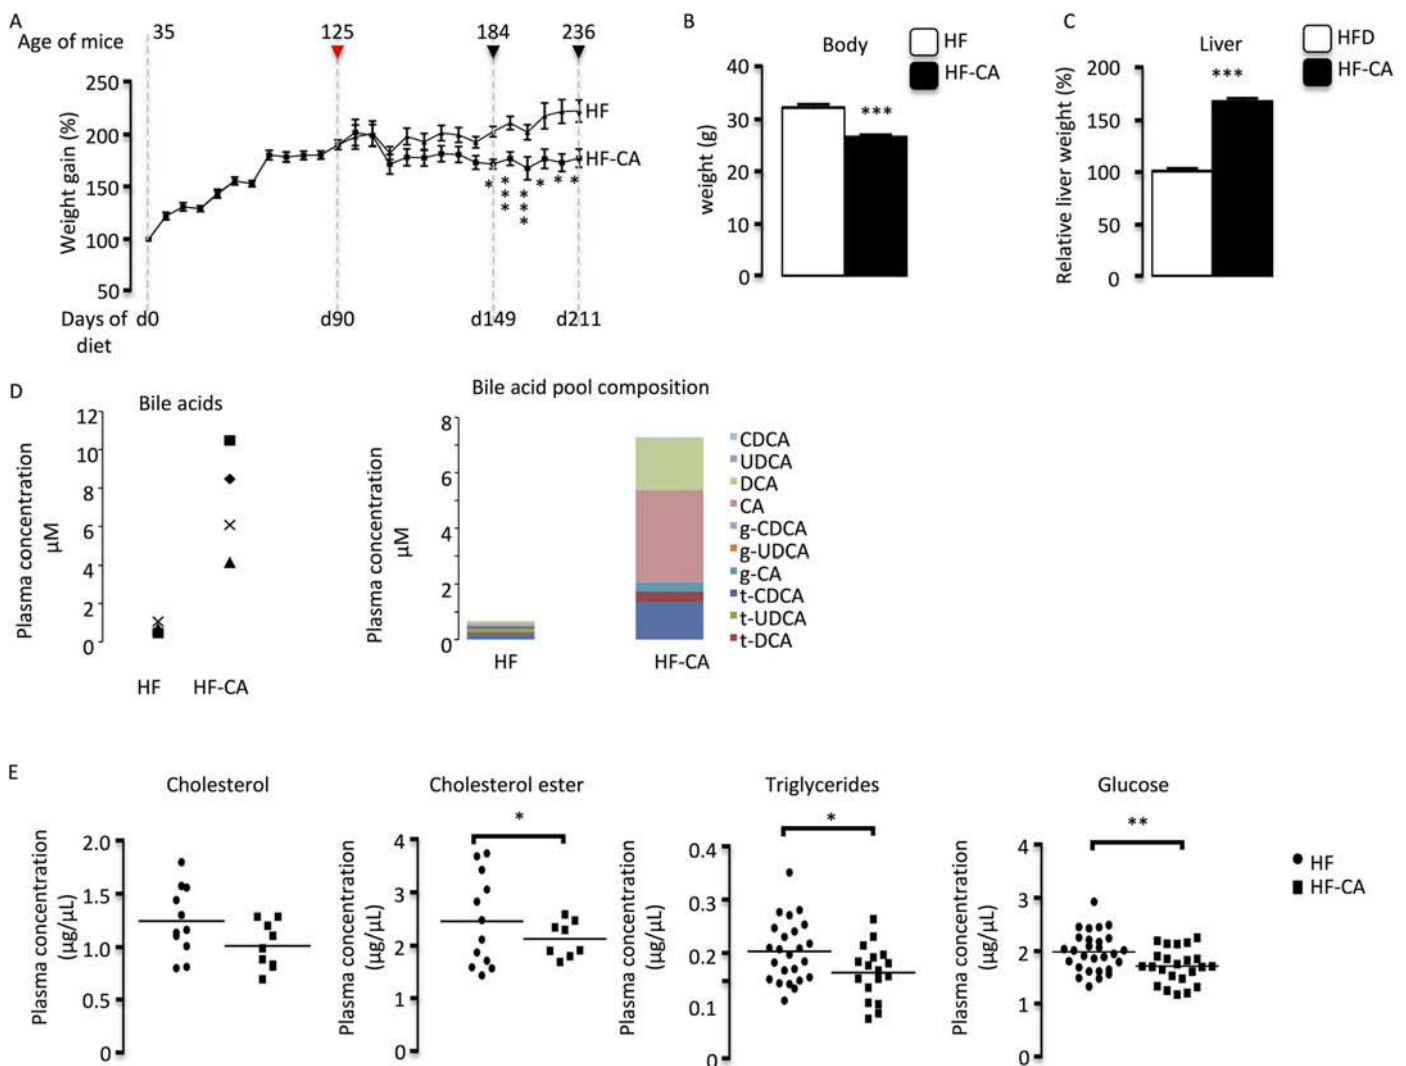 A
Age of mice 35 125 184 236
Weight gain (%)
250
200
150
100
50
HF
HF-CA
*
***
***
*
*
*
Days of diet d0 d90 d149 d211
B
Body
HF
HF-CA
weight (g)
40
30
20
10
0
***
C
Liver
HFD
HF-CA
Relative liver weight (%)
200
150
100
50
0
***
D
Bile acids
Plasma concentration
µM
12
10
8
6
4
2
0
HF HF-CA
Bile acid pool composition
Plasma concentration
µM
8
6
4
2
0
HF HF-CA
CDCA
UDCA
DCA
CA
g-CDCA
g-UDCA
g-CA
t-CDCA
t-UDCA
t-DCA
E
Cholesterol
Plasma concentration
(µg/µL)
2.0
1.5
1.0
0.5
0
Cholesterol ester
*
Plasma concentration
(µg/µL)
4
3
2
1
0
Triglycerides
*
Plasma concentration
(µg/µL)
0.4
0.3
0.2
0.1
0
Glucose
**
Plasma concentration
(µg/µL)
4
3
2
1
0
HF
HF-CA